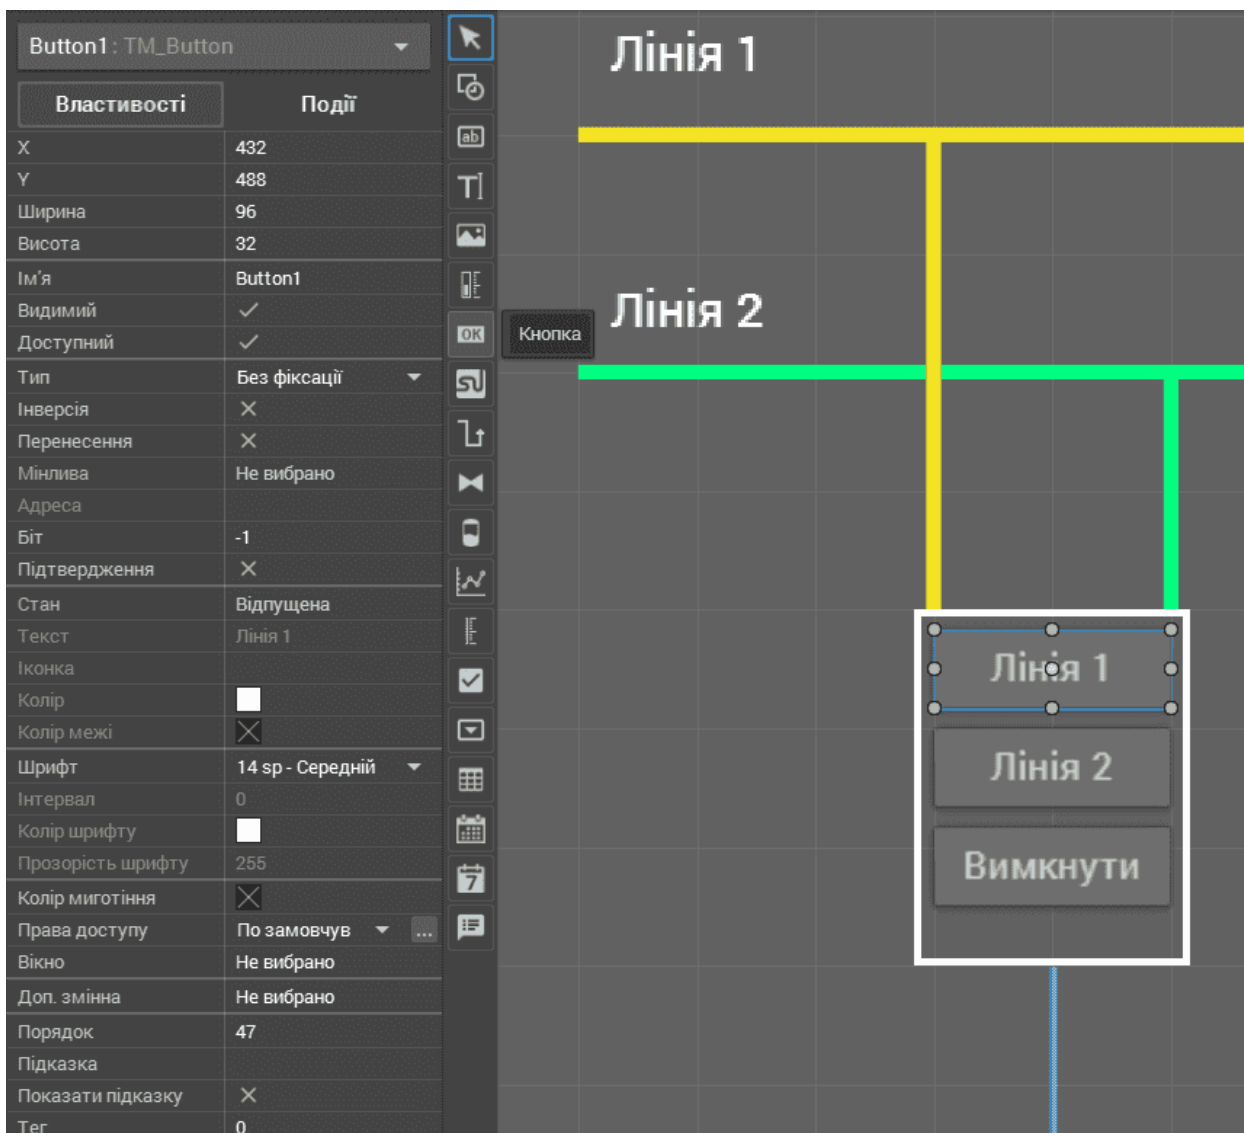 Button1 : TM_Button
Властивості Події
X 432
Y 488
Ширина 96
Висота 32
Ім'я Button1
Видимий
Доступний
Тип Без фіксації
Інверсія
Перенесення
Мінлива Не вибрано
Адреса
Біт -1
Підтвердження
Стан Відпущена
Текст Лінія 1
Іконка
Колір
Колір межі
Шрифт 14 sp - Середній
Інтервал 0
Колір шрифту
Прозорість шрифту 255
Колір миготіння
Права доступу По замовчув ...
Вікно Не вибрано
Доп. змінна Не вибрано
Порядок 47
Підказка
Показати підказку
Тег 0
ab
T
OK
7
Кнопка
Лінія 1
Лінія 2
Лінія 1
Лінія 2
Вимкнути